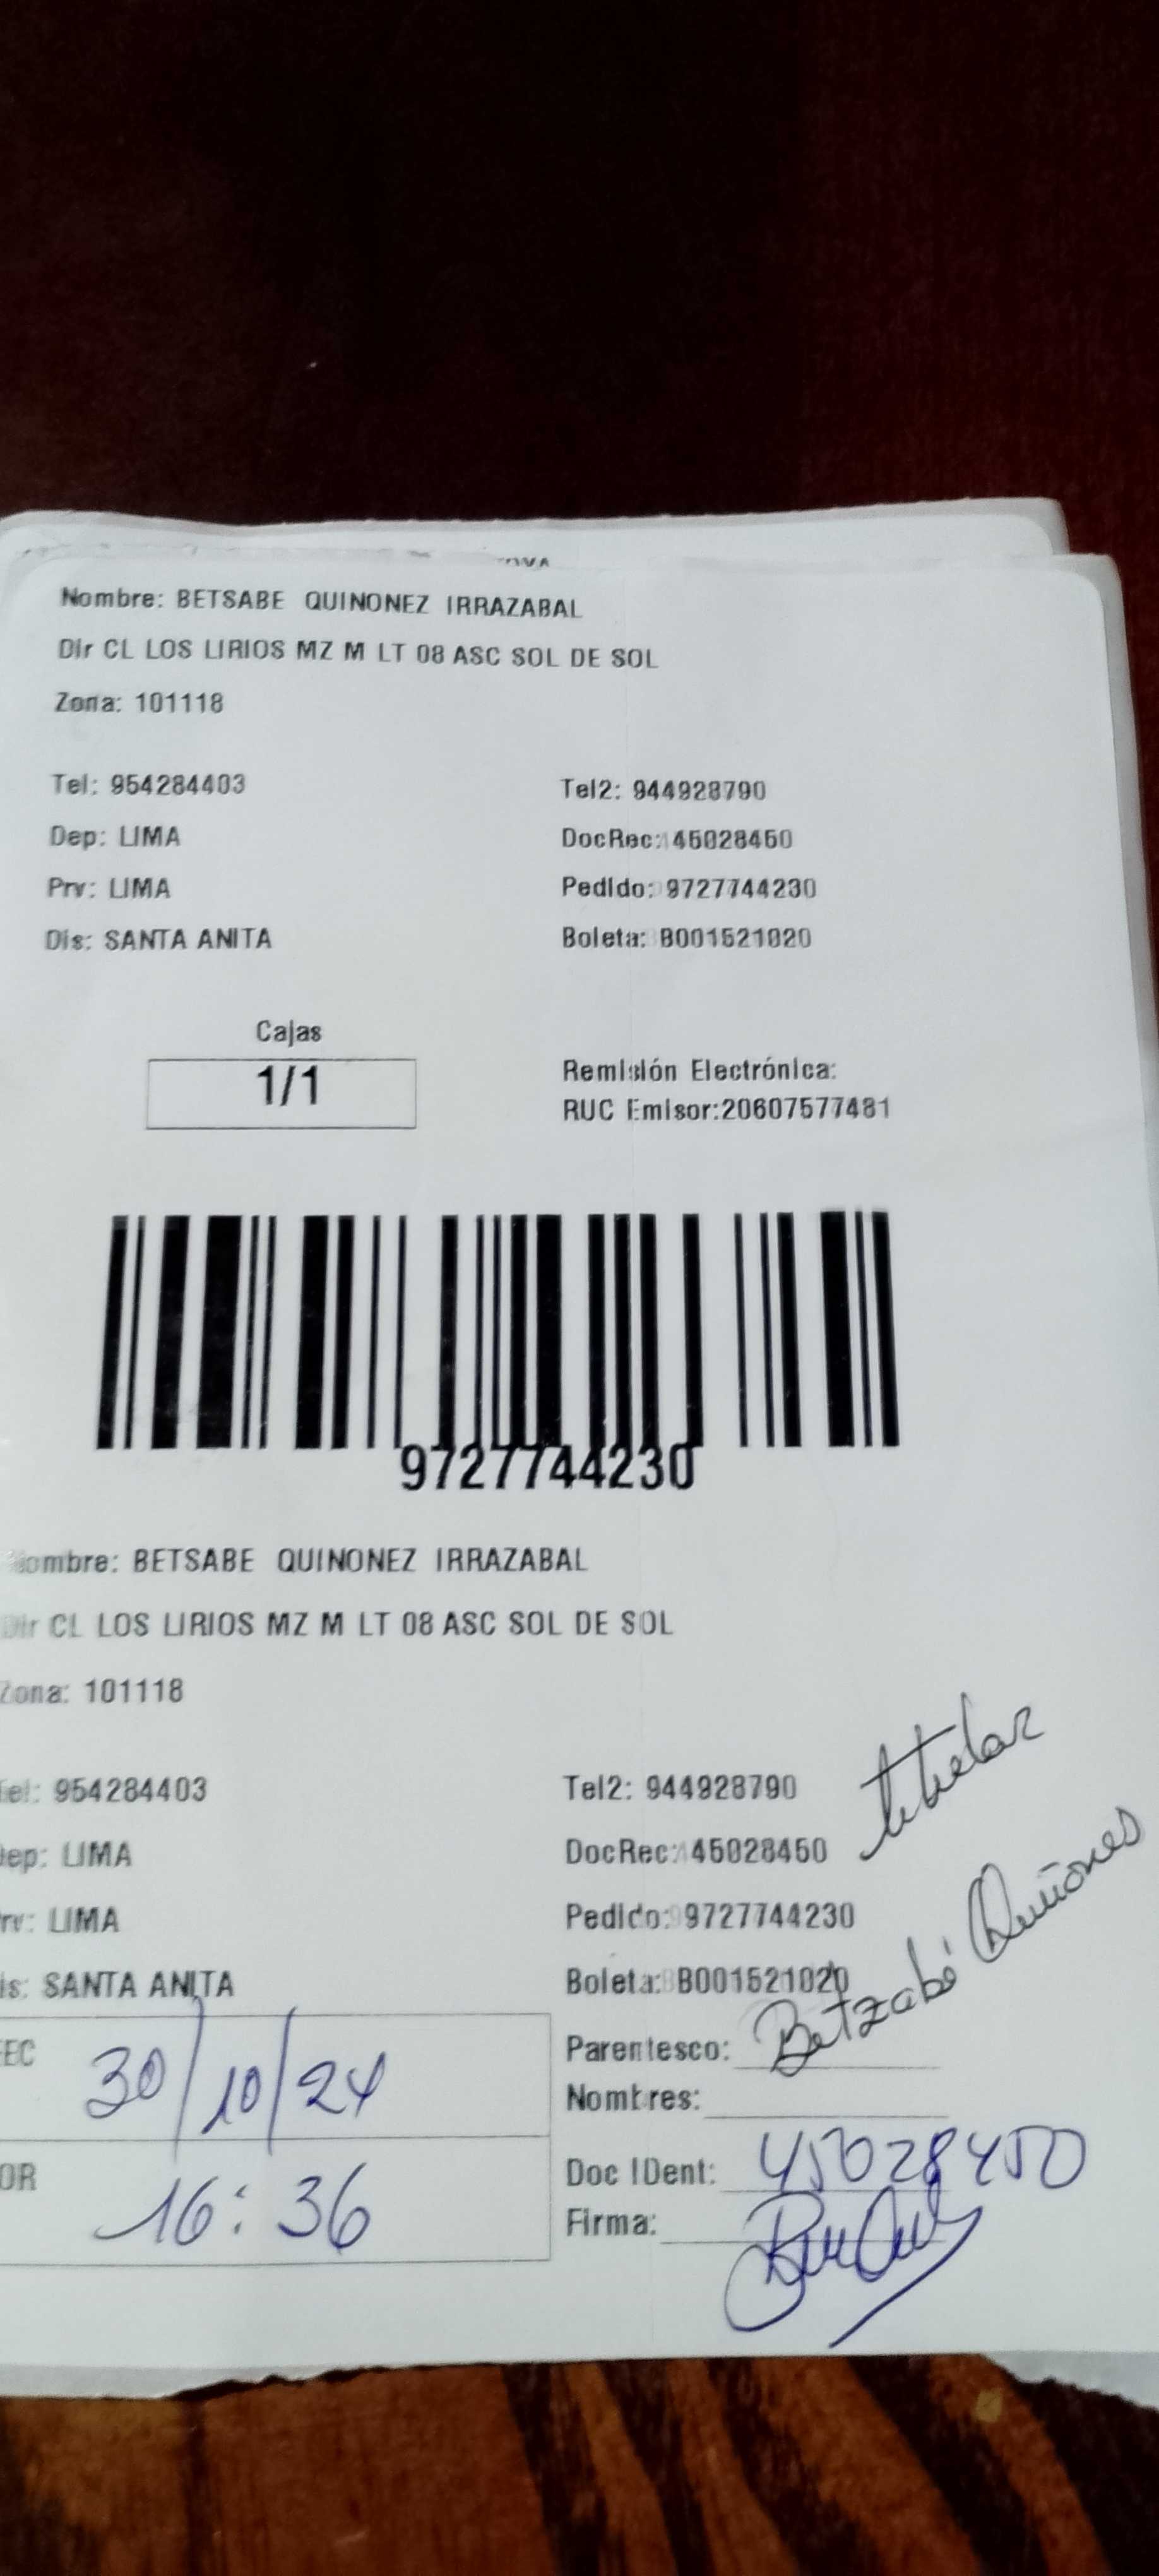 Nombre: BETSABE QUINONEZ IRRAZABAL
Dir CL LOS LIRIOS MZ M LT 08 ASC SOL DE SOL
Zona: 101118
Tel: 954284403 Tel2: 944928790
Dep: LIMA DocRec: 45028450
Prv: LIMA Pedido: 9727744230
Dis: SANTA ANITA Boleta: B001521020
Cajas
1/1
Remisión Electrónica:
RUC Emisor:20607577481
9727744230
Nombre: BETSABE QUINONEZ IRRAZABAL
Dir CL LOS LIRIOS MZ M LT 08 ASC SOL DE SOL
Zona: 101118
Tel: 954284403 Tel2: 944928790
titular
Dep: LIMA DocRec: 45028450
Prv: LIMA Pedido: 9727744230
is: SANTA ANITA Boleta: B001521020
Parentesco: Betzabé Quiñones
EC 30/10/24
Nombres:
OR 16:36
Doc IDent: 45028450
Firma: